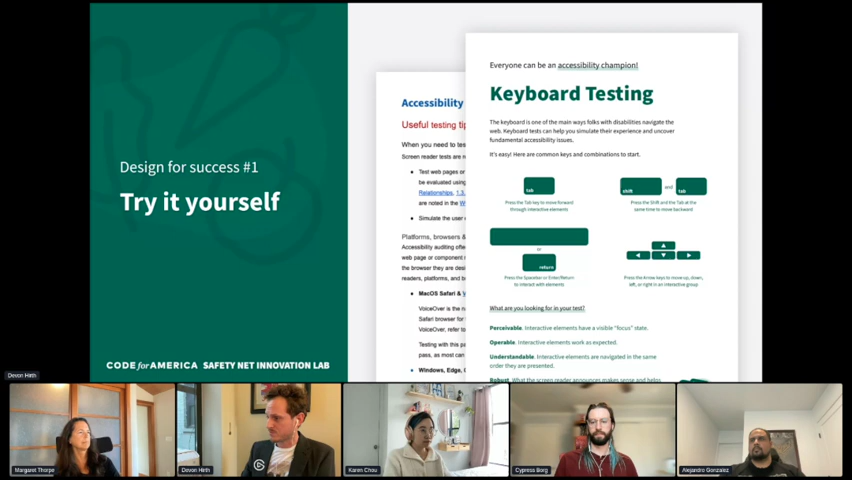 Design for success #1
Try it yourself
CODE for AMERICA SAFETY NET INNOVATION LAB
Accessibility
Useful testing tip
When you need to tes
Screen reader tests are r
Test web pages or
be evaluated using
Relationships, 1.3.
are noted in the W
Simulate the user
Platforms, browsers &
Accessibility auditing ofte
web page or component
the browser they are desi
readers, platforms, and b
MacOS Safari & V
VoiceOver is the na
Safari browser for
VoiceOver, refer to
Testing with this pa
pass, as most can
Windows, Edge,
Everyone can be an accessibility champion!
Keyboard Testing
The keyboard is one of the main ways folks with disabilities navigate the
web. Keyboard tests can help you simulate their experience and uncover
fundamental accessibility issues.
It's easy! Here are common keys and combinations to start.
tab
Press the Tab key to move forward
through interactive elements
shift and tab
Press the Shift and the Tab at the
same time to move backward
or
return
Press the Spacebar or Enter/Return
to interact with elements
Press the Arrow keys to move up, down,
left, or right in an interactive group
What are you looking for in your test?
Perceivable. Interactive elements have a visible "focus" state.
Operable. Interactive elements work as expected.
Understandable. Interactive elements are navigated in the same
order they are presented.
Robust. What the screen reader announces makes sense and helps
Devon Hirth
Margaret Thorpe
Devon Hirth
Karen Chou
Cypress Borg
Alejandro Gonzalez